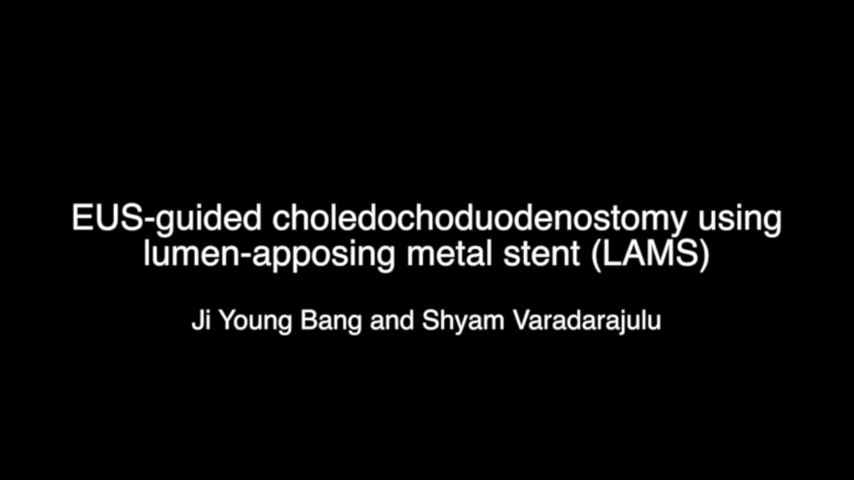 EUS-guided choledochoduodenostomy using
lumen-apposing metal stent (LAMS)
Ji Young Bang and Shyam Varadarajulu